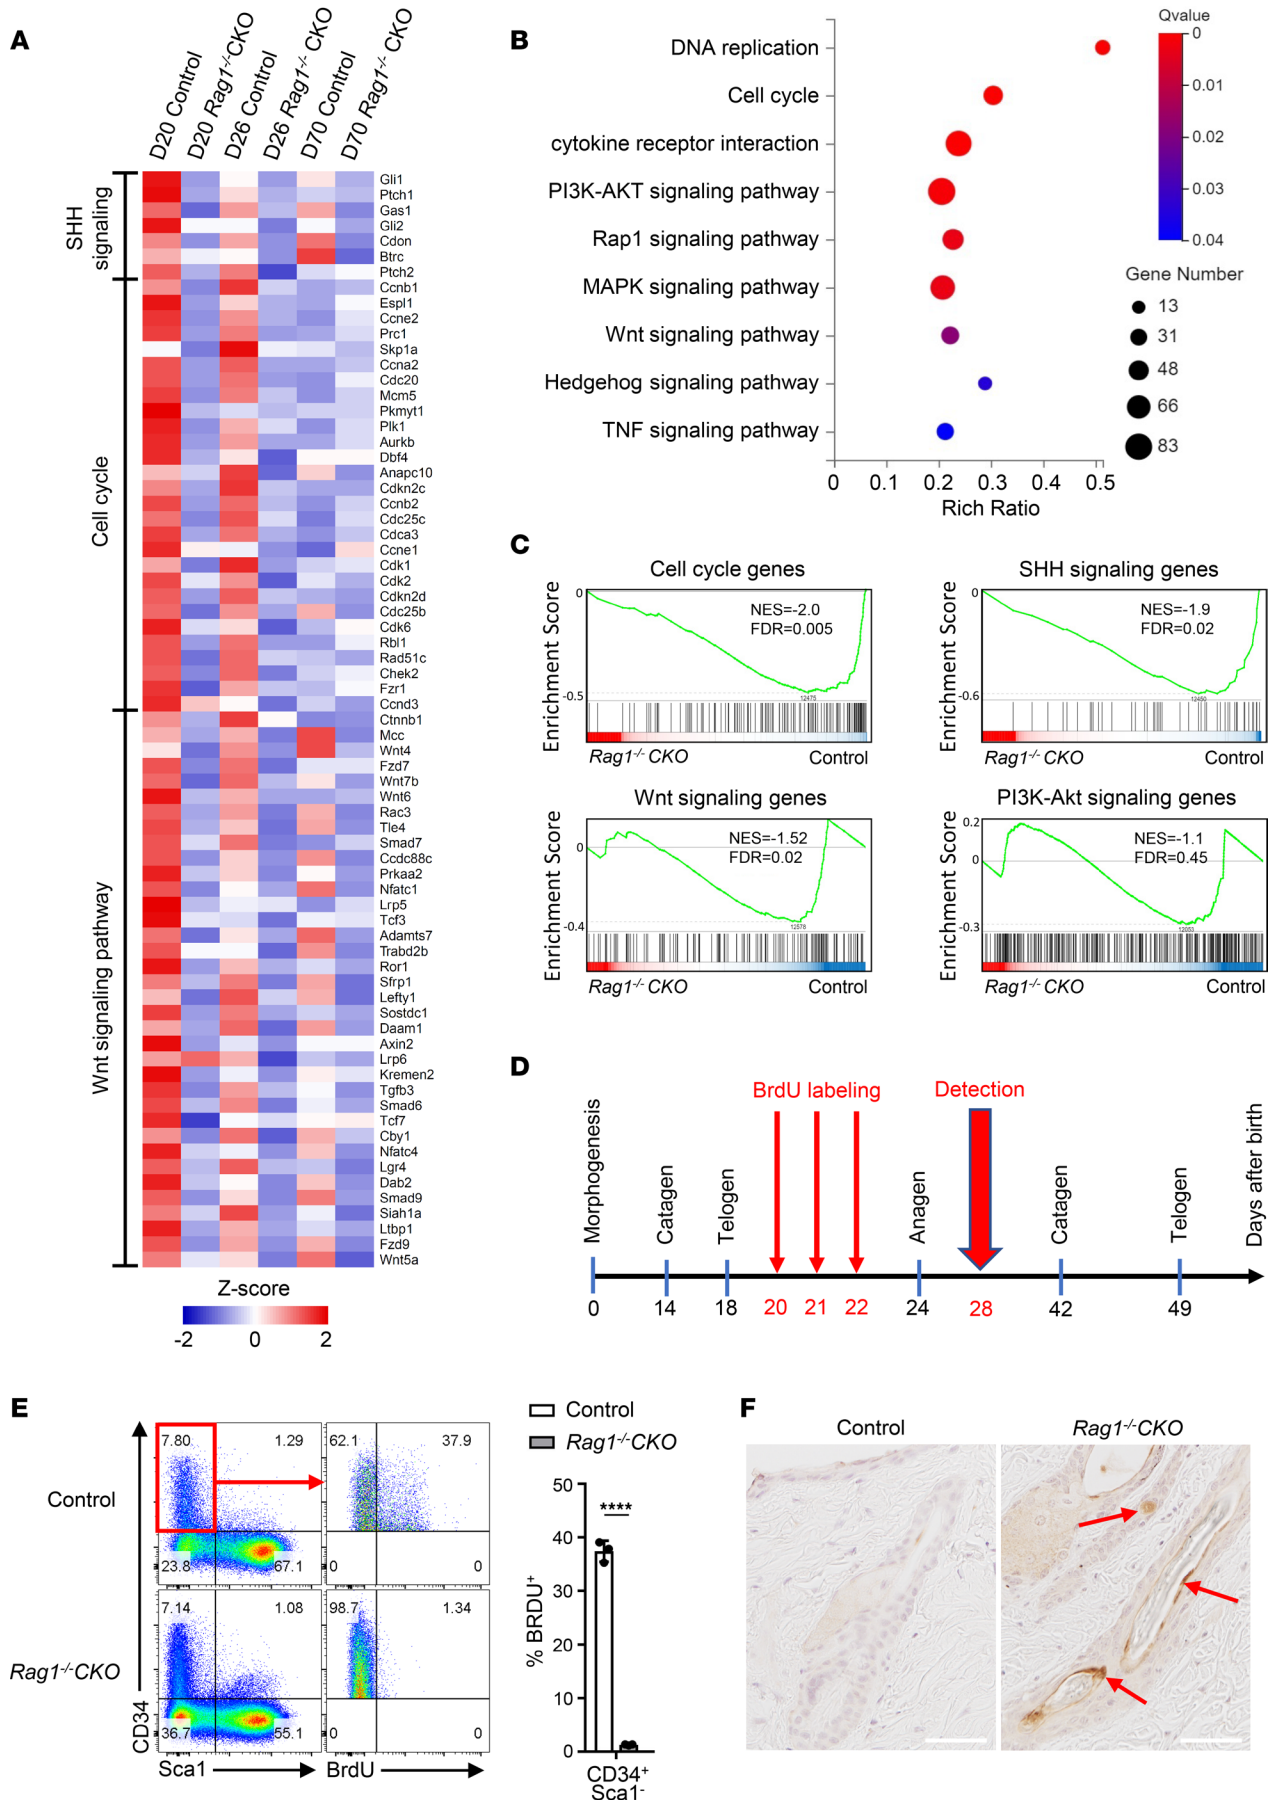 A
D20 Control
D20 Rag1-/-CKO
D26 Control
D26 Rag1-/- CKO
D70 Control
D70 Rag1-/- CKO
SHH
signaling
Cell cycle
Wnt signaling pathway
Gli1
Ptch1
Gas1
Gli2
Cdon
Btrc
Ptch2
Ccnb1
Espl1
Ccne2
Prc1
Skp1a
Ccna2
Cdc20
Mcm5
Pkmyt1
Plk1
Aurkb
Dbf4
Anapc10
Cdkn2c
Ccnb2
Cdc25c
Cdca3
Ccne1
Cdk1
Cdk2
Cdkn2d
Cdc25b
Cdk6
Rbl1
Rad51c
Chek2
Fzr1
Ccnd3
Ctnnb1
Mcc
Wnt4
Fzd7
Wnt7b
Wnt6
Rac3
Tle4
Smad7
Ccdc88c
Prkaa2
Nfatc1
Lrp5
Tcf3
Adamts7
Trabd2b
Ror1
Sfrp1
Lefty1
Sostdc1
Daam1
Axin2
Lrp6
Kremen2
Tgfb3
Smad6
Tcf7
Cby1
Nfatc4
Lgr4
Dab2
Smad9
Siah1a
Ltbp1
Fzd9
Wnt5a
Z-score
-2 0 2
B
DNA replication
Cell cycle
cytokine receptor interaction
PI3K-AKT signaling pathway
Rap1 signaling pathway
MAPK signaling pathway
Wnt signaling pathway
Hedgehog signaling pathway
TNF signaling pathway
0 0.1 0.2 0.3 0.4 0.5
Rich Ratio
Qvalue
0
0.01
0.02
0.03
0.04
Gene Number
13
31
48
66
83
C
Cell cycle genes
Enrichment Score
0
-0.5
NES=-2.0
FDR=0.005
12475
Rag1-/- CKO Control
SHH signaling genes
Enrichment Score
0
-0.6
NES=-1.9
FDR=0.02
12450
Rag1-/- CKO Control
Wnt signaling genes
Enrichment Score
0
-0.4
NES=-1.52
FDR=0.02
12578
Rag1-/- CKO Control
PI3K-Akt signaling genes
Enrichment Score
0.2
0
-0.3
NES=-1.1
FDR=0.45
12053
Rag1-/- CKO Control
D
BrdU labeling Detection
Morphogenesis
Catagen
Telogen
Anagen
Catagen
Telogen
Days after birth
0 14 18 20 21 22 24 28 42 49
E
Control
7.80 1.29
23.8 67.1
62.1 37.9
0 0
Rag1-/-CKO
7.14 1.08
36.7 55.1
98.7 1.34
0 0
CD34
Sca1
BrdU
Control
Rag1-/-CKO
% BRDU+
50
40
30
20
10
0
****
CD34+
Sca1-
F
Control
Rag1-/-CKO